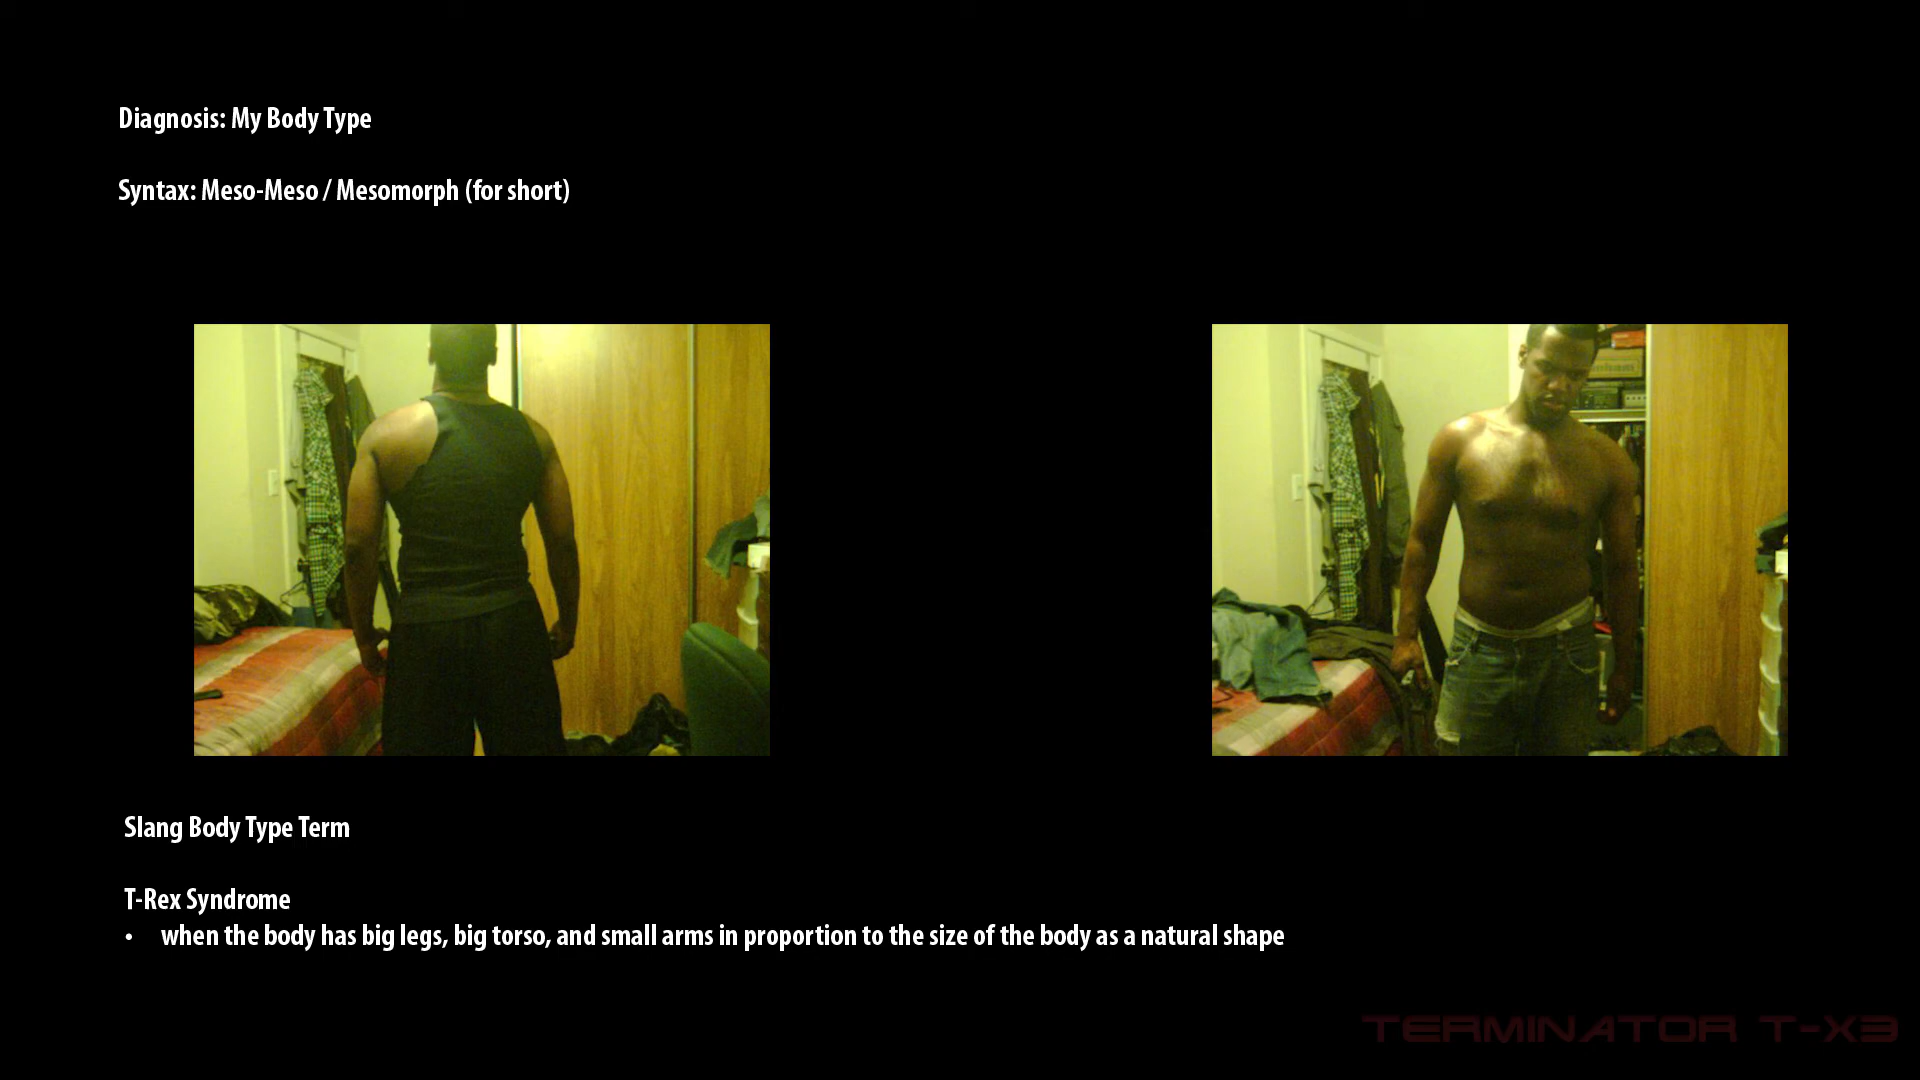 Diagnosis: My Body Type
Syntax: Meso-Meso / Mesomorph (for short)
Slang Body Type Term
T-Rex Syndrome
• when the body has big legs, big torso, and small arms in proportion to the size of the body as a natural shape
TERMINATOR T-X3